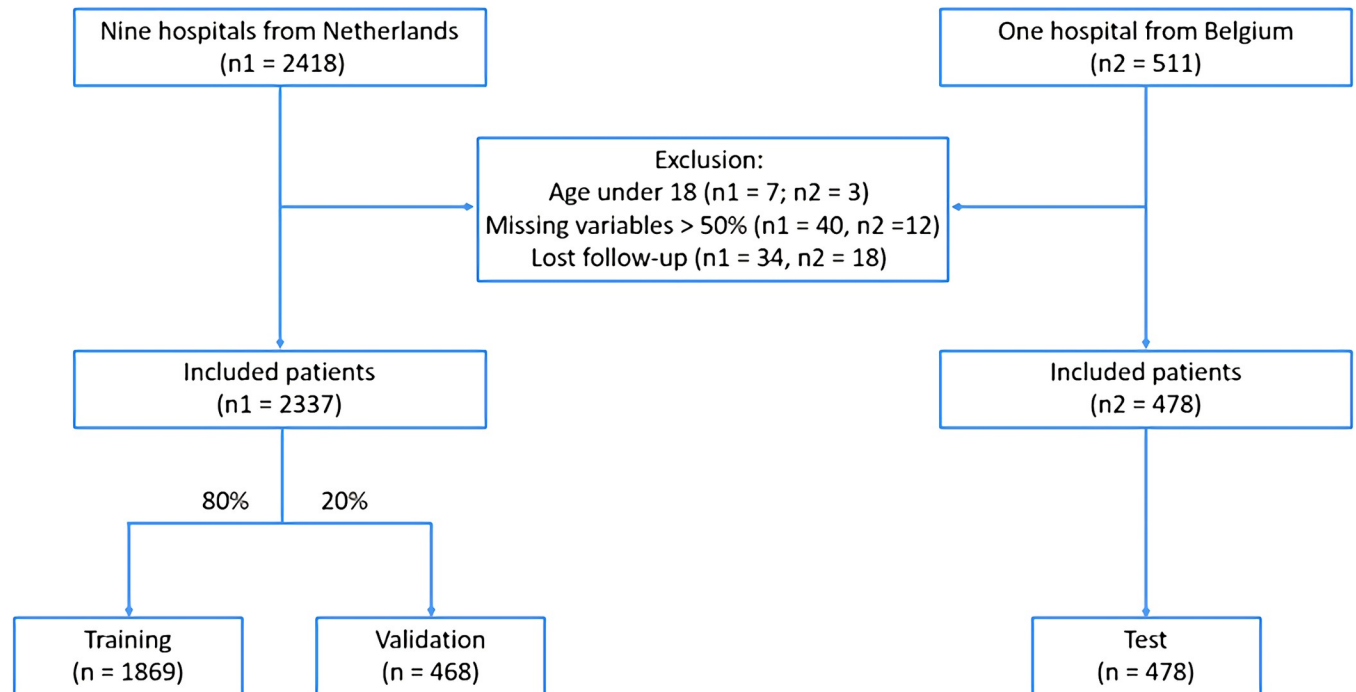 Nine hospitals from Netherlands
(n1 = 2418)
One hospital from Belgium
(n2 = 511)
Exclusion:
Age under 18 (n1 = 7; n2 = 3)
Missing variables > 50% (n1 = 40, n2 =12)
Lost follow-up (n1 = 34, n2 = 18)
Included patients
(n1 = 2337)
Included patients
(n2 = 478)
80%
20%
Training
(n = 1869)
Validation
(n = 468)
Test
(n = 478)